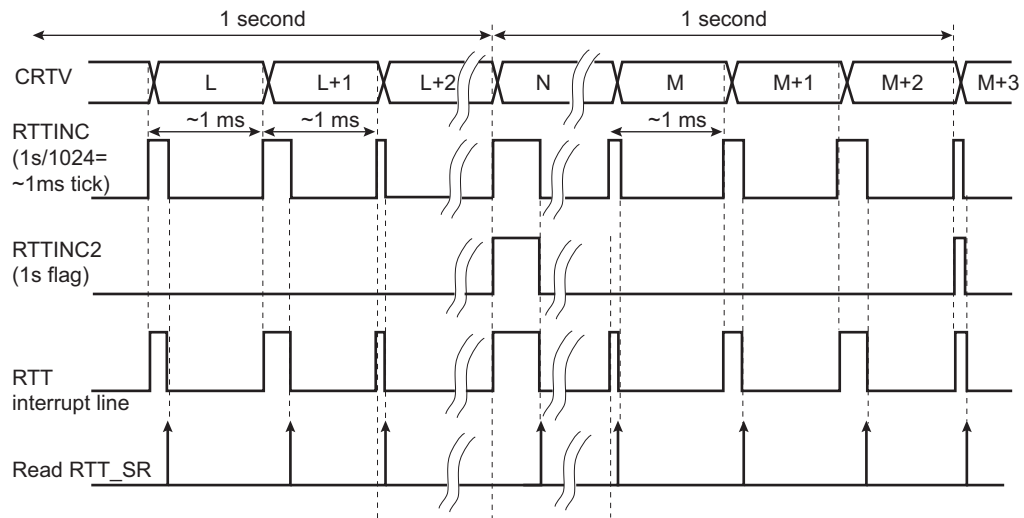 1 second 1 second
CRTV L L+1 L+2 N M M+1 M+2 M+3
~1 ms ~1 ms ~1 ms
RTTINC
(1s/1024=
~1ms tick)
RTTINC2
(1s flag)
RTT
interrupt line
Read RTT_SR